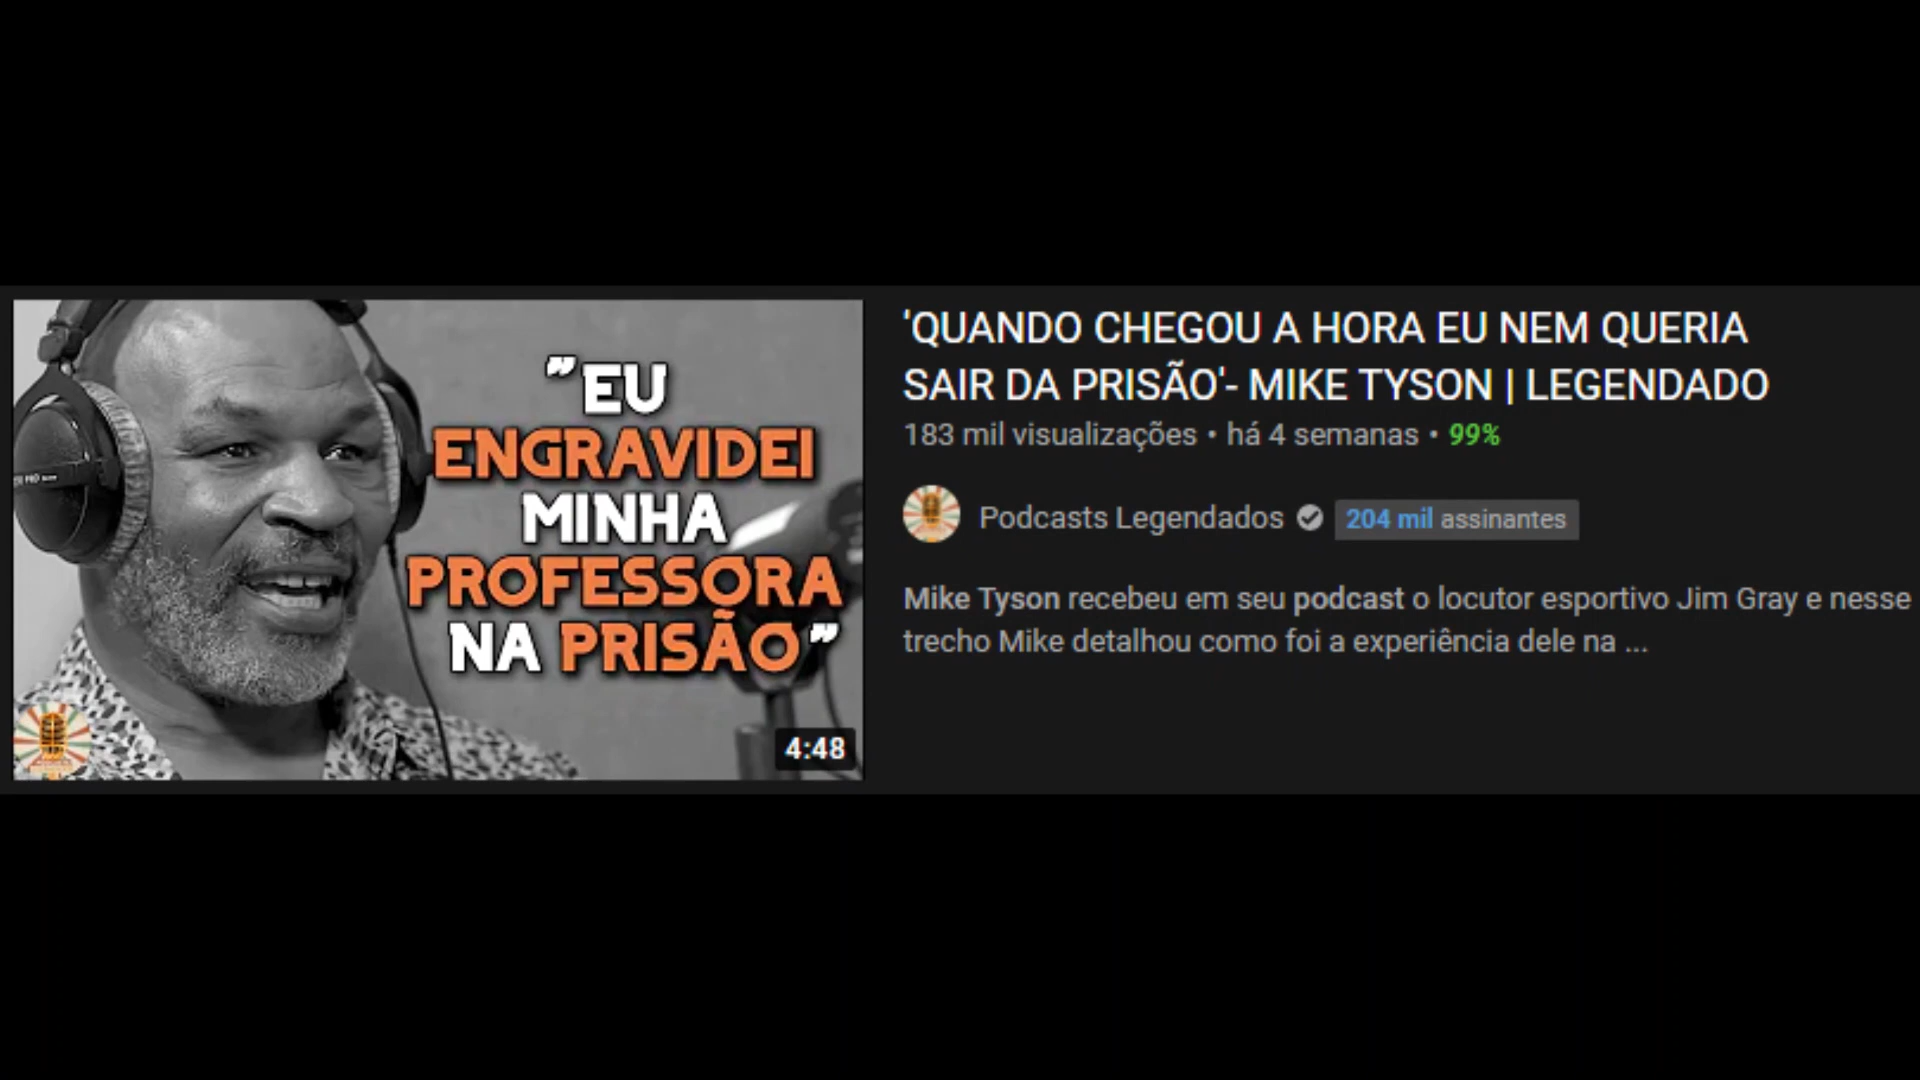 "EU
ENGRAVIDEI
MINHA
PROFESSORA
NA PRISÃO"
4:48
'QUANDO CHEGOU A HORA EU NEM QUERIA
SAIR DA PRISÃO'- MIKE TYSON | LEGENDADO
183 mil visualizações • há 4 semanas • 99%
Podcasts Legendados
204 mil assinantes
Mike Tyson recebeu em seu podcast o locutor esportivo Jim Gray e nesse
trecho Mike detalhou como foi a experiência dele na ...